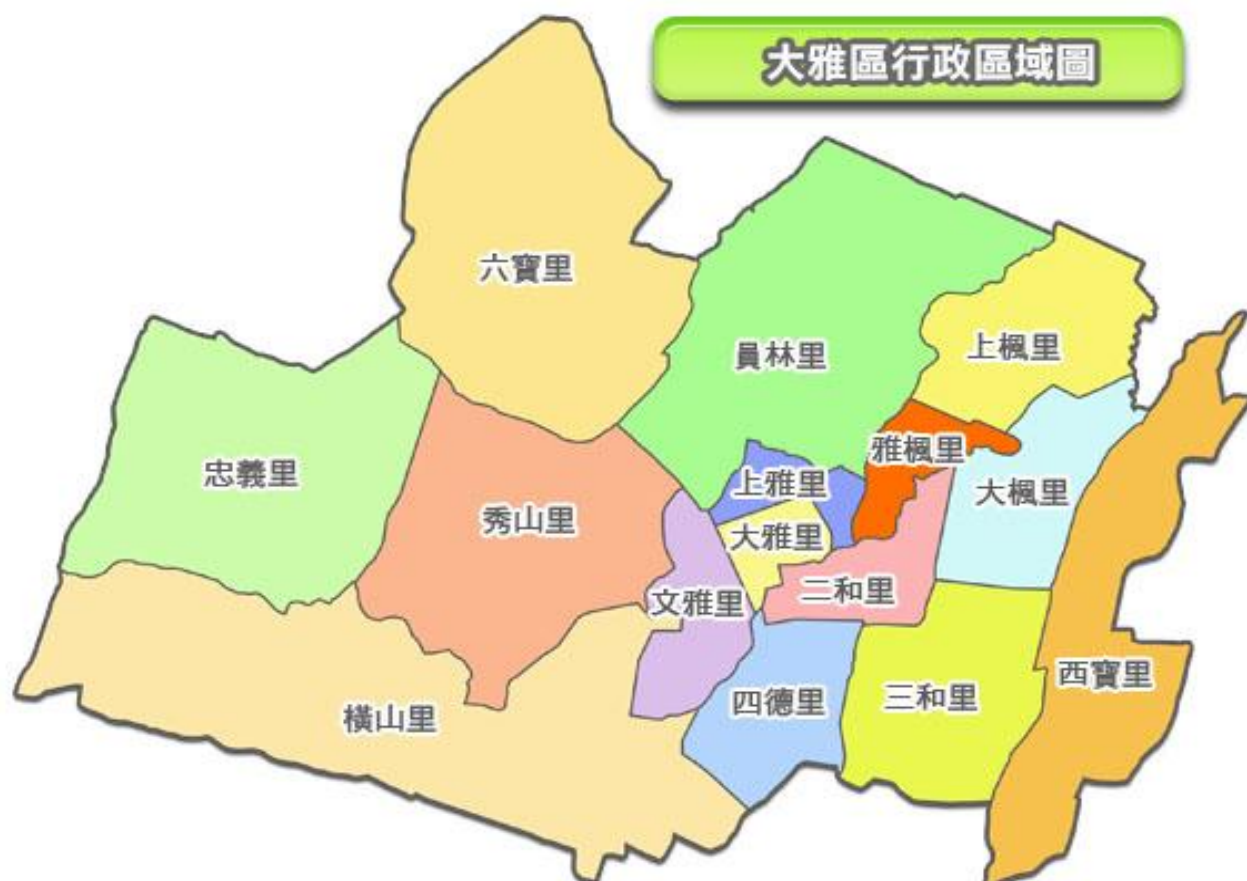 大雅區行政區域圖
六寶里
員林里
上楓里
忠義里
雅楓里
秀山里
上雅里
大楓里
大雅里
文雅里
二和里
西寶里
橫山里
四德里
三和里